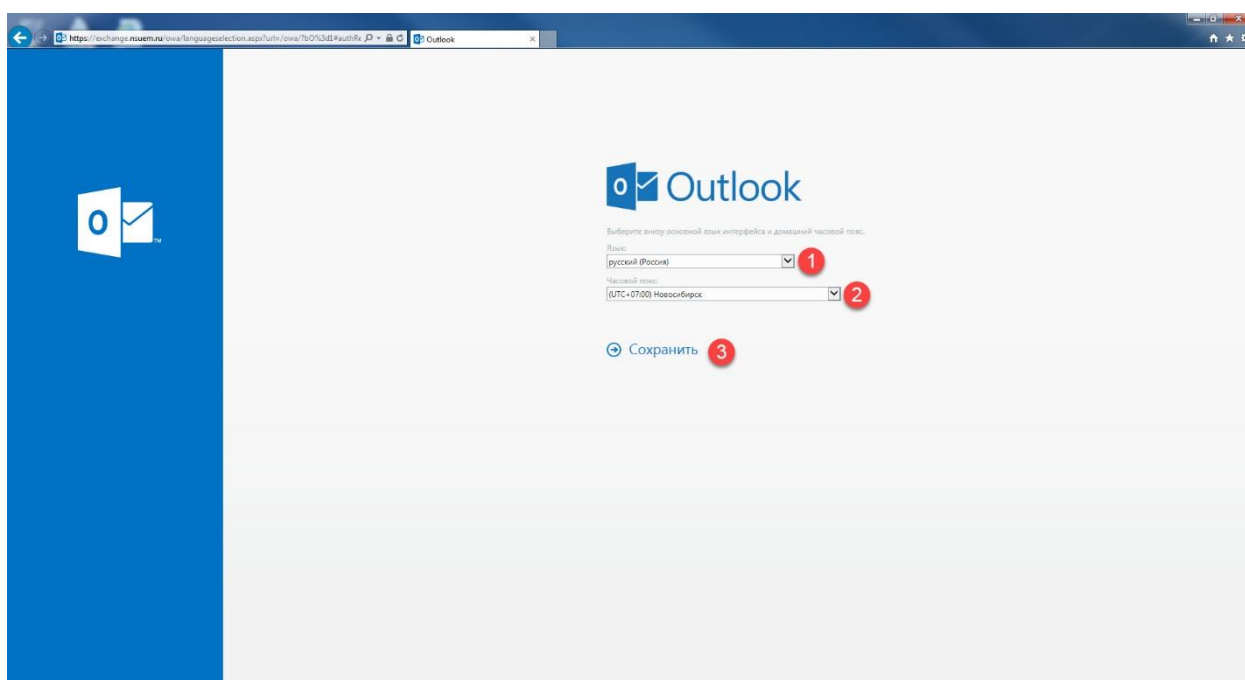 https://exchange.nsuem.ru/owa/languageselection.aspx?url=/owa/?bO%3d1#authRe
Outlook
Outlook
Выберите внизу основной язык интерфейса и домашний часовой пояс.
Язык:
русский (Россия)
1
Часовой пояс:
(UTC+07:00) Новосибирск
2
Сохранить
3
O
TM